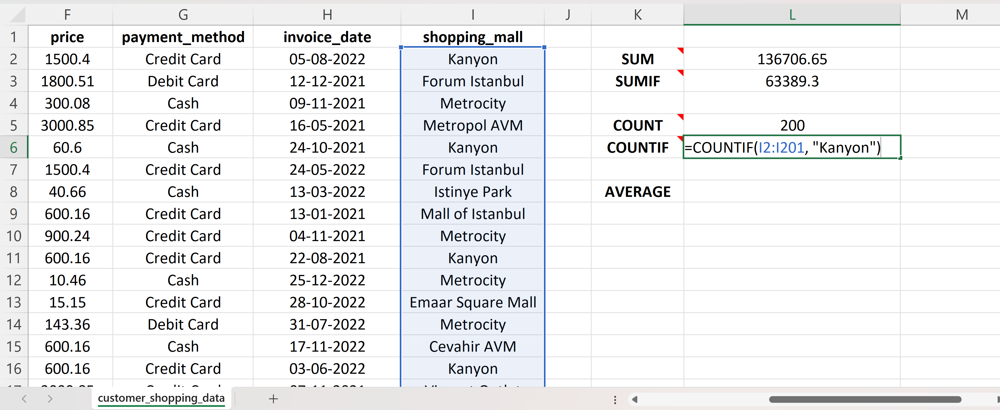 F G H I J K L M
1 price payment_method invoice_date shopping_mall
2 1500.4 Credit Card 05-08-2022 Kanyon SUM 136706.65
3 1800.51 Debit Card 12-12-2021 Forum Istanbul SUMIF 63389.3
4 300.08 Cash 09-11-2021 Metrocity
5 3000.85 Credit Card 16-05-2021 Metropol AVM COUNT 200
6 60.6 Cash 24-10-2021 Kanyon COUNTIF =COUNTIF(I2:I201, "Kanyon")
7 1500.4 Credit Card 24-05-2022 Forum Istanbul
8 40.66 Cash 13-03-2022 Istinye Park AVERAGE
9 600.16 Credit Card 13-01-2021 Mall of Istanbul
10 900.24 Credit Card 04-11-2021 Metrocity
11 600.16 Credit Card 22-08-2021 Kanyon
12 10.46 Cash 25-12-2022 Metrocity
13 15.15 Credit Card 28-10-2022 Emaar Square Mall
14 143.36 Debit Card 31-07-2022 Metrocity
15 600.16 Cash 17-11-2022 Cevahir AVM
16 600.16 Credit Card 03-06-2022 Kanyon
customer_shopping_data